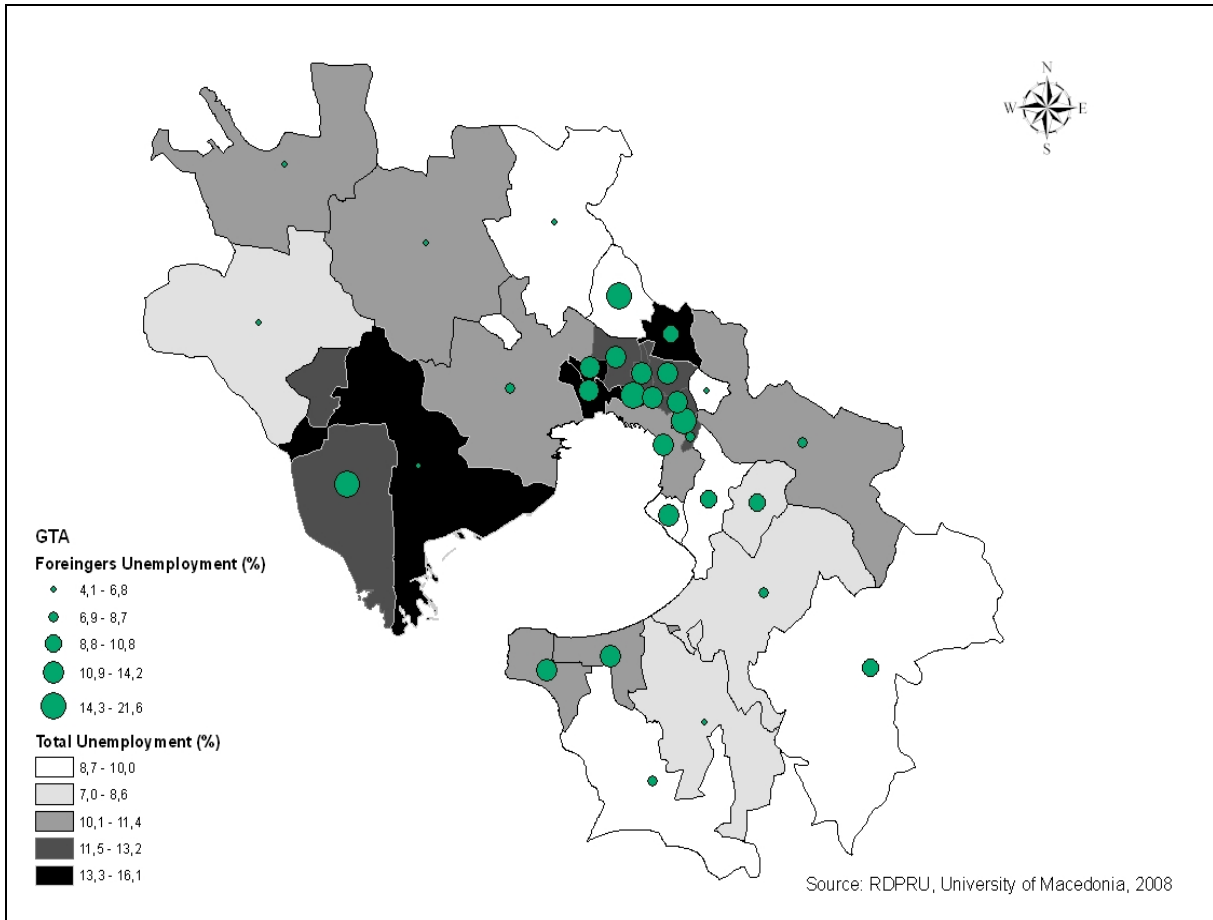 N
W E
S
GTA
Foreingers Unemployment (%)
4,1 - 6,8
6,9 - 8,7
8,8 - 10,8
10,9 - 14,2
14,3 - 21,6
Total Unemployment (%)
8,7 - 10,0
7,0 - 8,6
10,1 - 11,4
11,5 - 13,2
13,3 - 16,1
Source: RDPRU, University of Macedonia, 2008